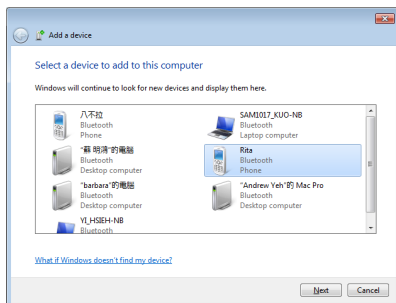 Add a device
Select a device to add to this computer
Windows will continue to look for new devices and display them here.
八不拉
Bluetooth
Phone
SAM1017_KUO-NB
Bluetooth
Laptop computer
"蘇 明鴻"的電腦
Bluetooth
Desktop computer
Rita
Bluetooth
Phone
"barbara"的電腦
Bluetooth
Desktop computer
"Andrew Yeh"的 Mac Pro
Bluetooth
Desktop computer
YI_HSIEH-NB
Bluetooth
What if Windows doesn't find my device?
Next
Cancel